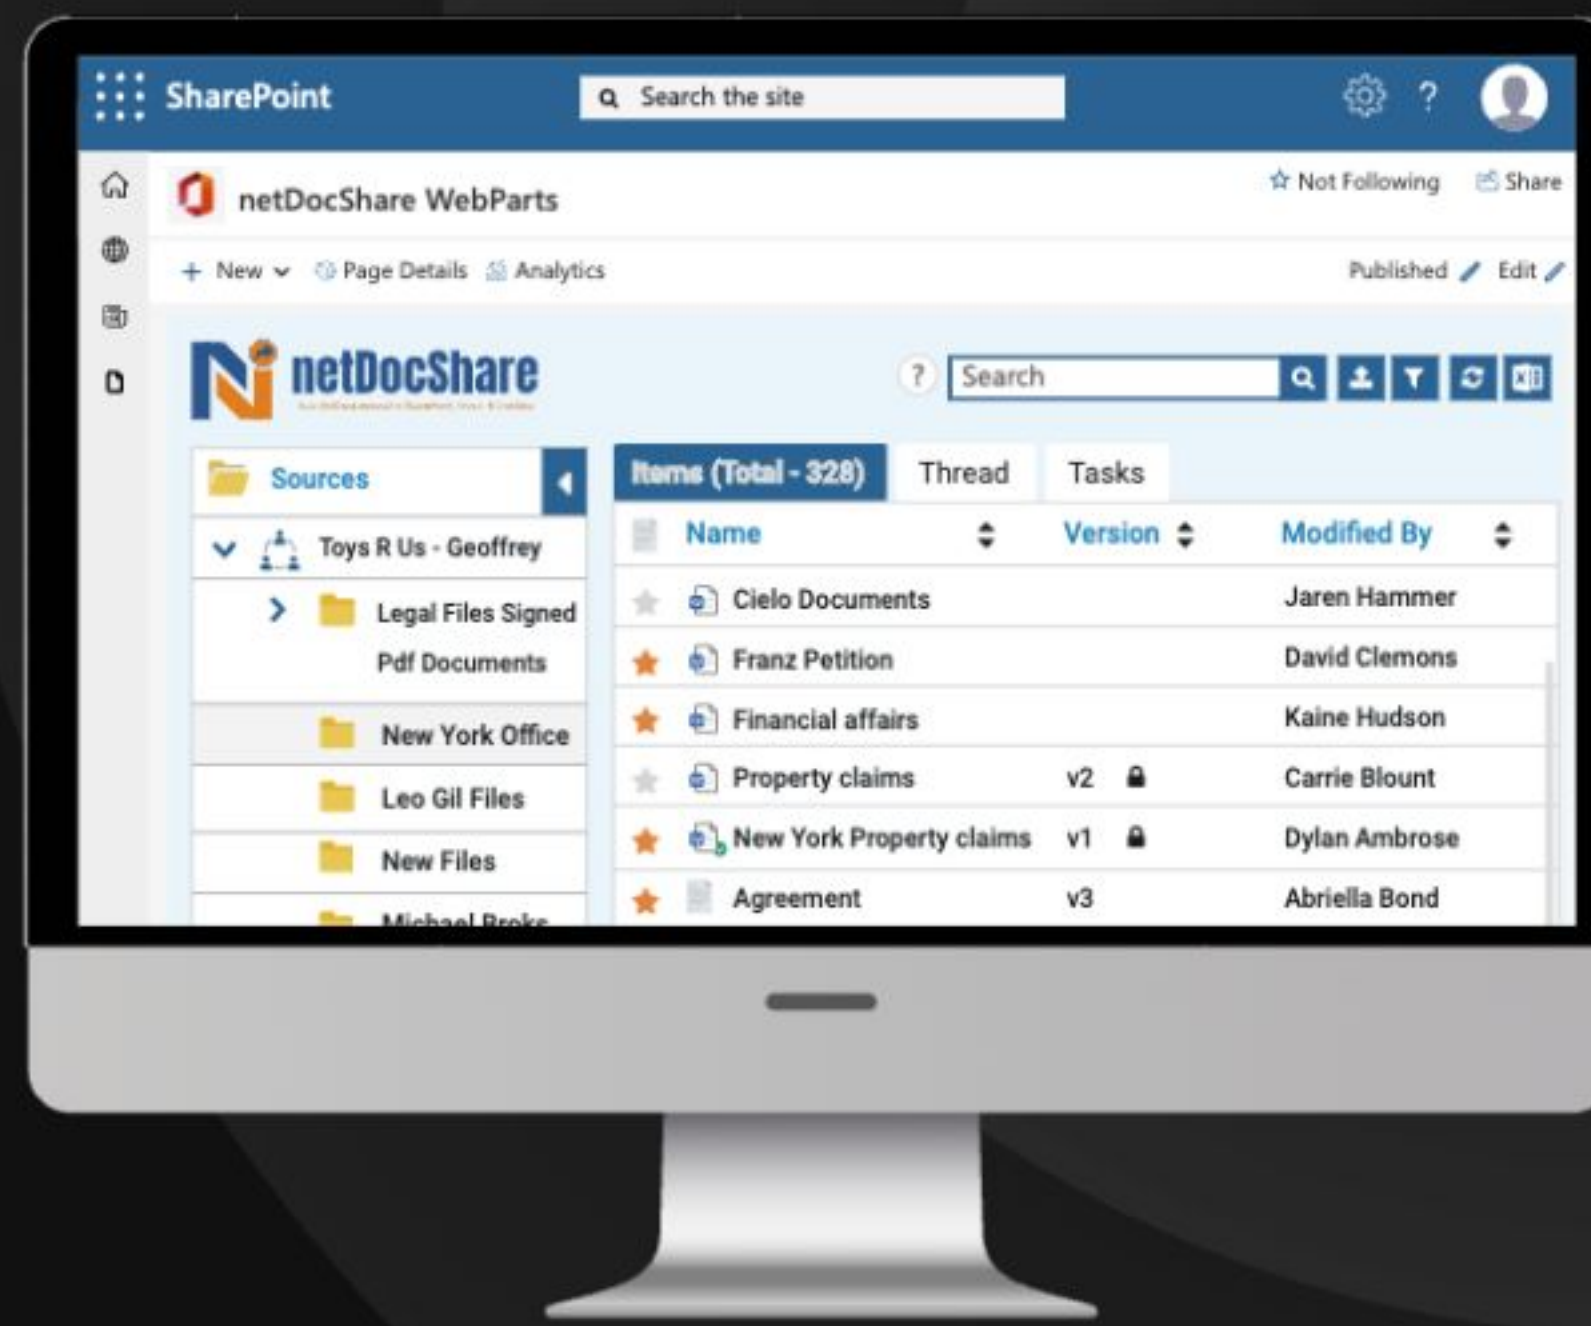 SharePoint
Search the site
?
netDocShare WebParts
Not Following
Share
+ New
Page Details
Analytics
Published
Edit
netDocShare
?
Search
Sources
Items (Total - 328)
Thread
Tasks
Name
Version
Modified By
Toys R Us - Geoffrey
Legal Files Signed
Pdf Documents
New York Office
Leo Gil Files
New Files
Michael Broks
Cielo Documents
Jaren Hammer
Franz Petition
David Clemons
Financial affairs
Kaine Hudson
Property claims
v2
Carrie Blount
New York Property claims
v1
Dylan Ambrose
Agreement
v3
Abriella Bond